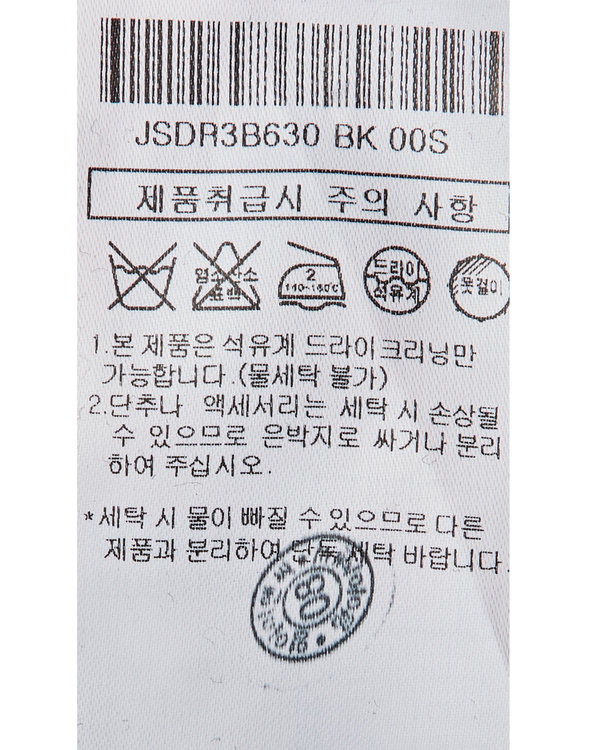 JSDR3B630 BK 00S
제품취급시 주의 사항
염소산소
표백
2
140~160℃
드라이
석유계
옷걸이
1.본 제품은 석유계 드라이크리닝만
가능합니다.(물세탁 불가)
2.단추나 액세서리는 세탁 시 손상될
수 있으므로 은박지로 싸거나 분리
하여 주십시오.
*세탁 시 물이 빠질 수 있으므로 다른
제품과 분리하여 단독 세탁 바랍니다.